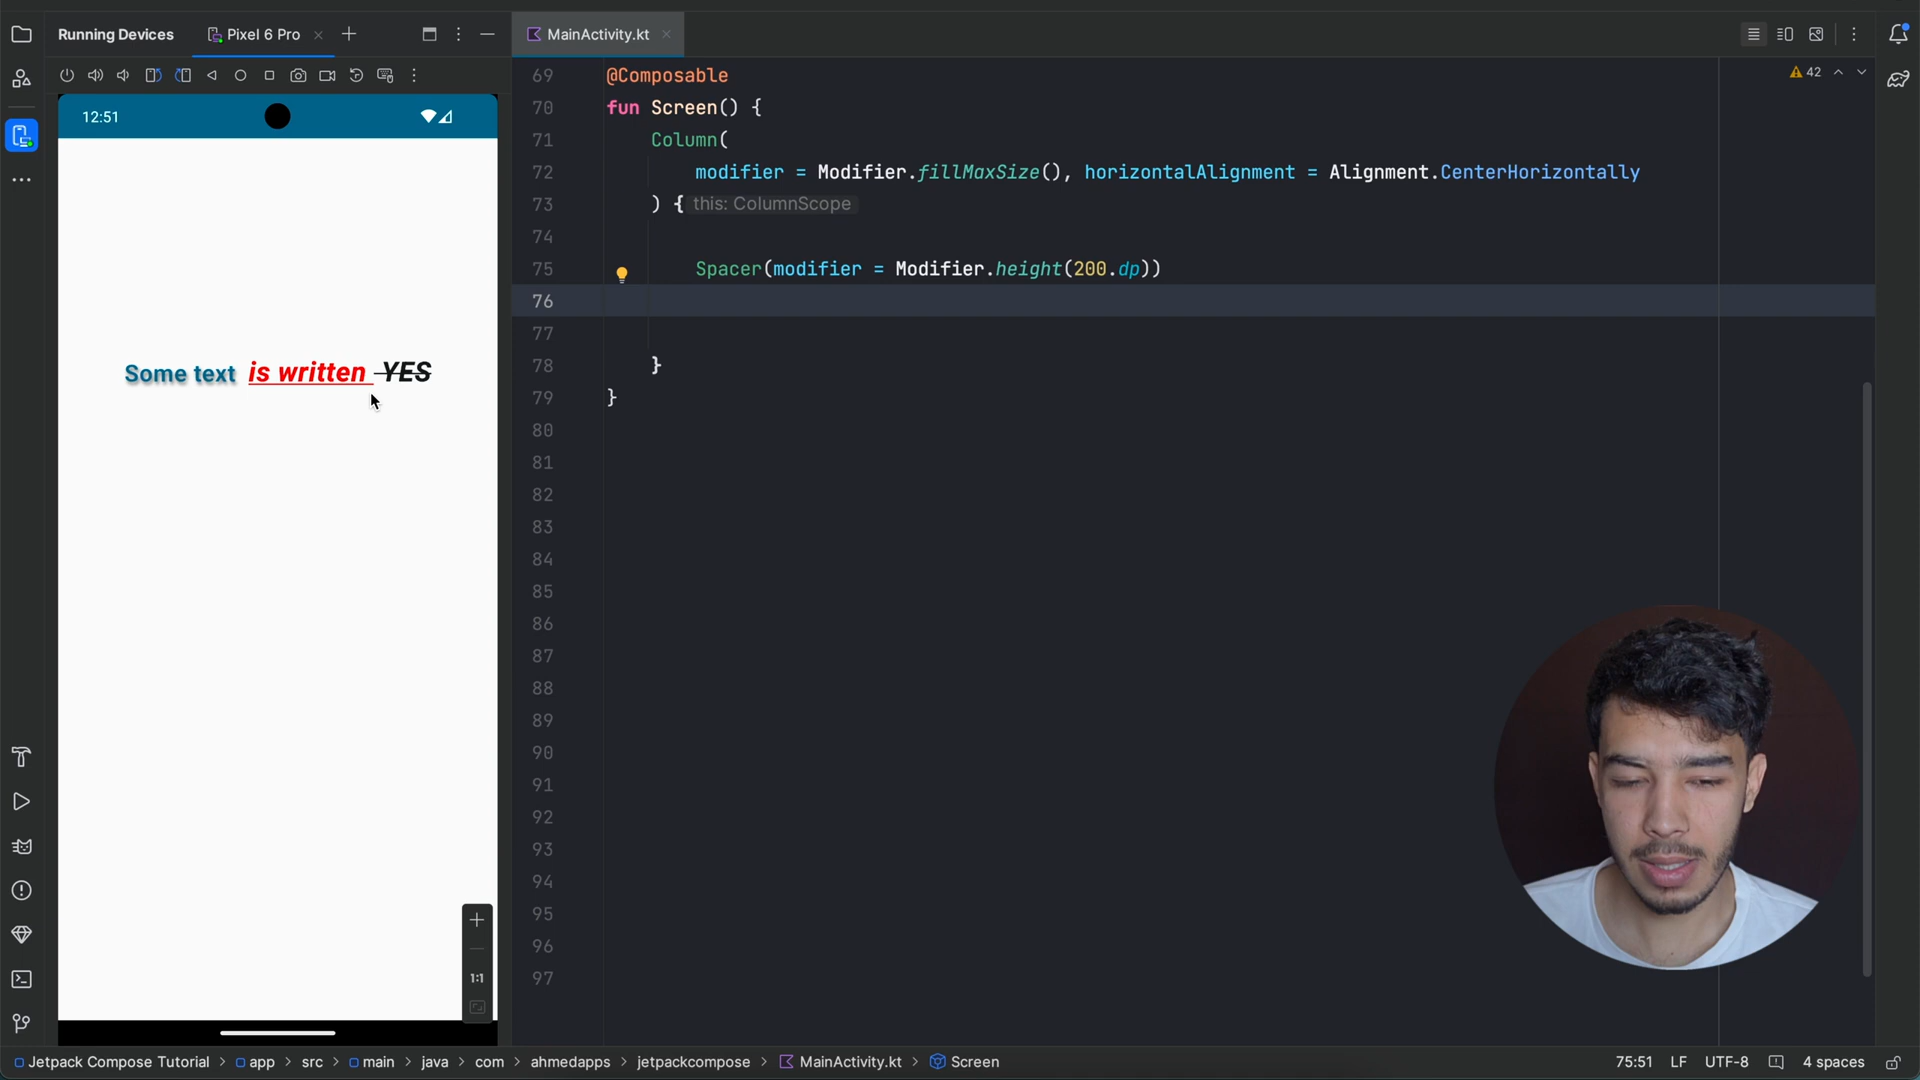 Running Devices
Pixel 6 Pro
MainActivity.kt
12:51
Some text is written YES
1:1
42
69 @Composable
70 fun Screen() {
71 Column(
72 modifier = Modifier.fillMaxSize(), horizontalAlignment = Alignment.CenterHorizontally
73 ) { this: ColumnScope
74
75 Spacer(modifier = Modifier.height(200.dp))
76
77
78 }
79 }
80
81
82
83
84
85
86
87
88
89
90
91
92
93
94
95
96
97
Jetpack Compose Tutorial > app > src > main > java > com > ahmedapps > jetpackcompose > MainActivity.kt > Screen
75:51 LF UTF-8 4 spaces